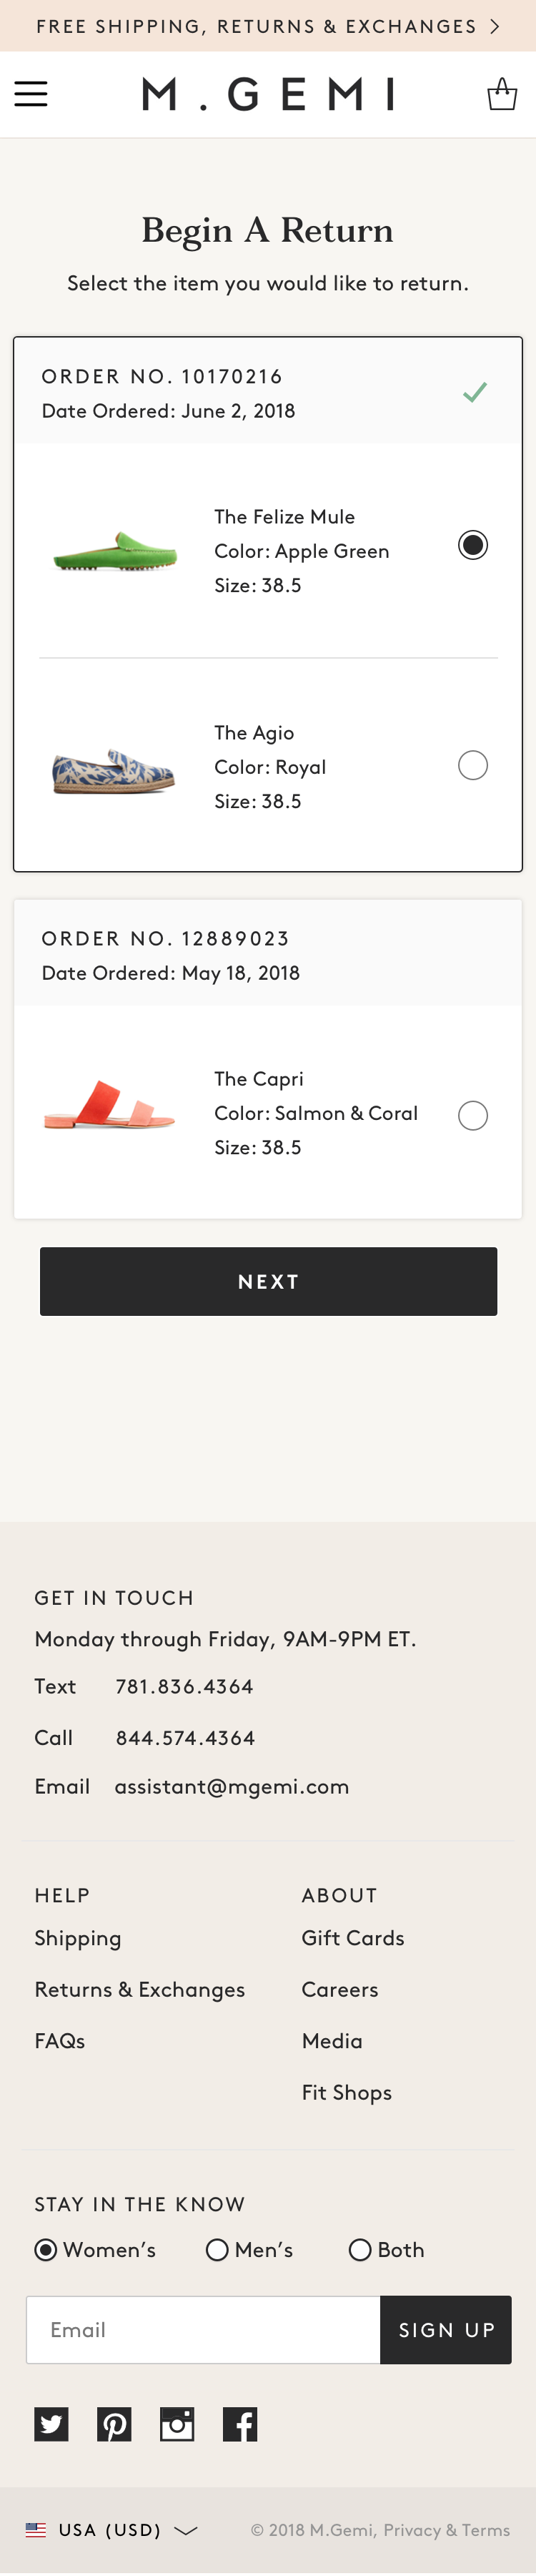 FREE SHIPPING, RETURNS & EXCHANGES
M.GEMI
Begin A Return
Select the item you would like to return.
ORDER NO. 10170216
Date Ordered: June 2, 2018
The Felize Mule
Color: Apple Green
Size: 38.5
The Agio
Color: Royal
Size: 38.5
ORDER NO. 12889023
Date Ordered: May 18, 2018
The Capri
Color: Salmon & Coral
Size: 38.5
NEXT
GET IN TOUCH
Monday through Friday, 9AM-9PM ET.
Text 781.836.4364
Call 844.574.4364
Email assistant@mgemi.com
HELP
Shipping
Returns & Exchanges
FAQs
ABOUT
Gift Cards
Careers
Media
Fit Shops
STAY IN THE KNOW
Women’s Men’s Both
Email SIGN UP
USA (USD) © 2018 M.Gemi, Privacy & Terms